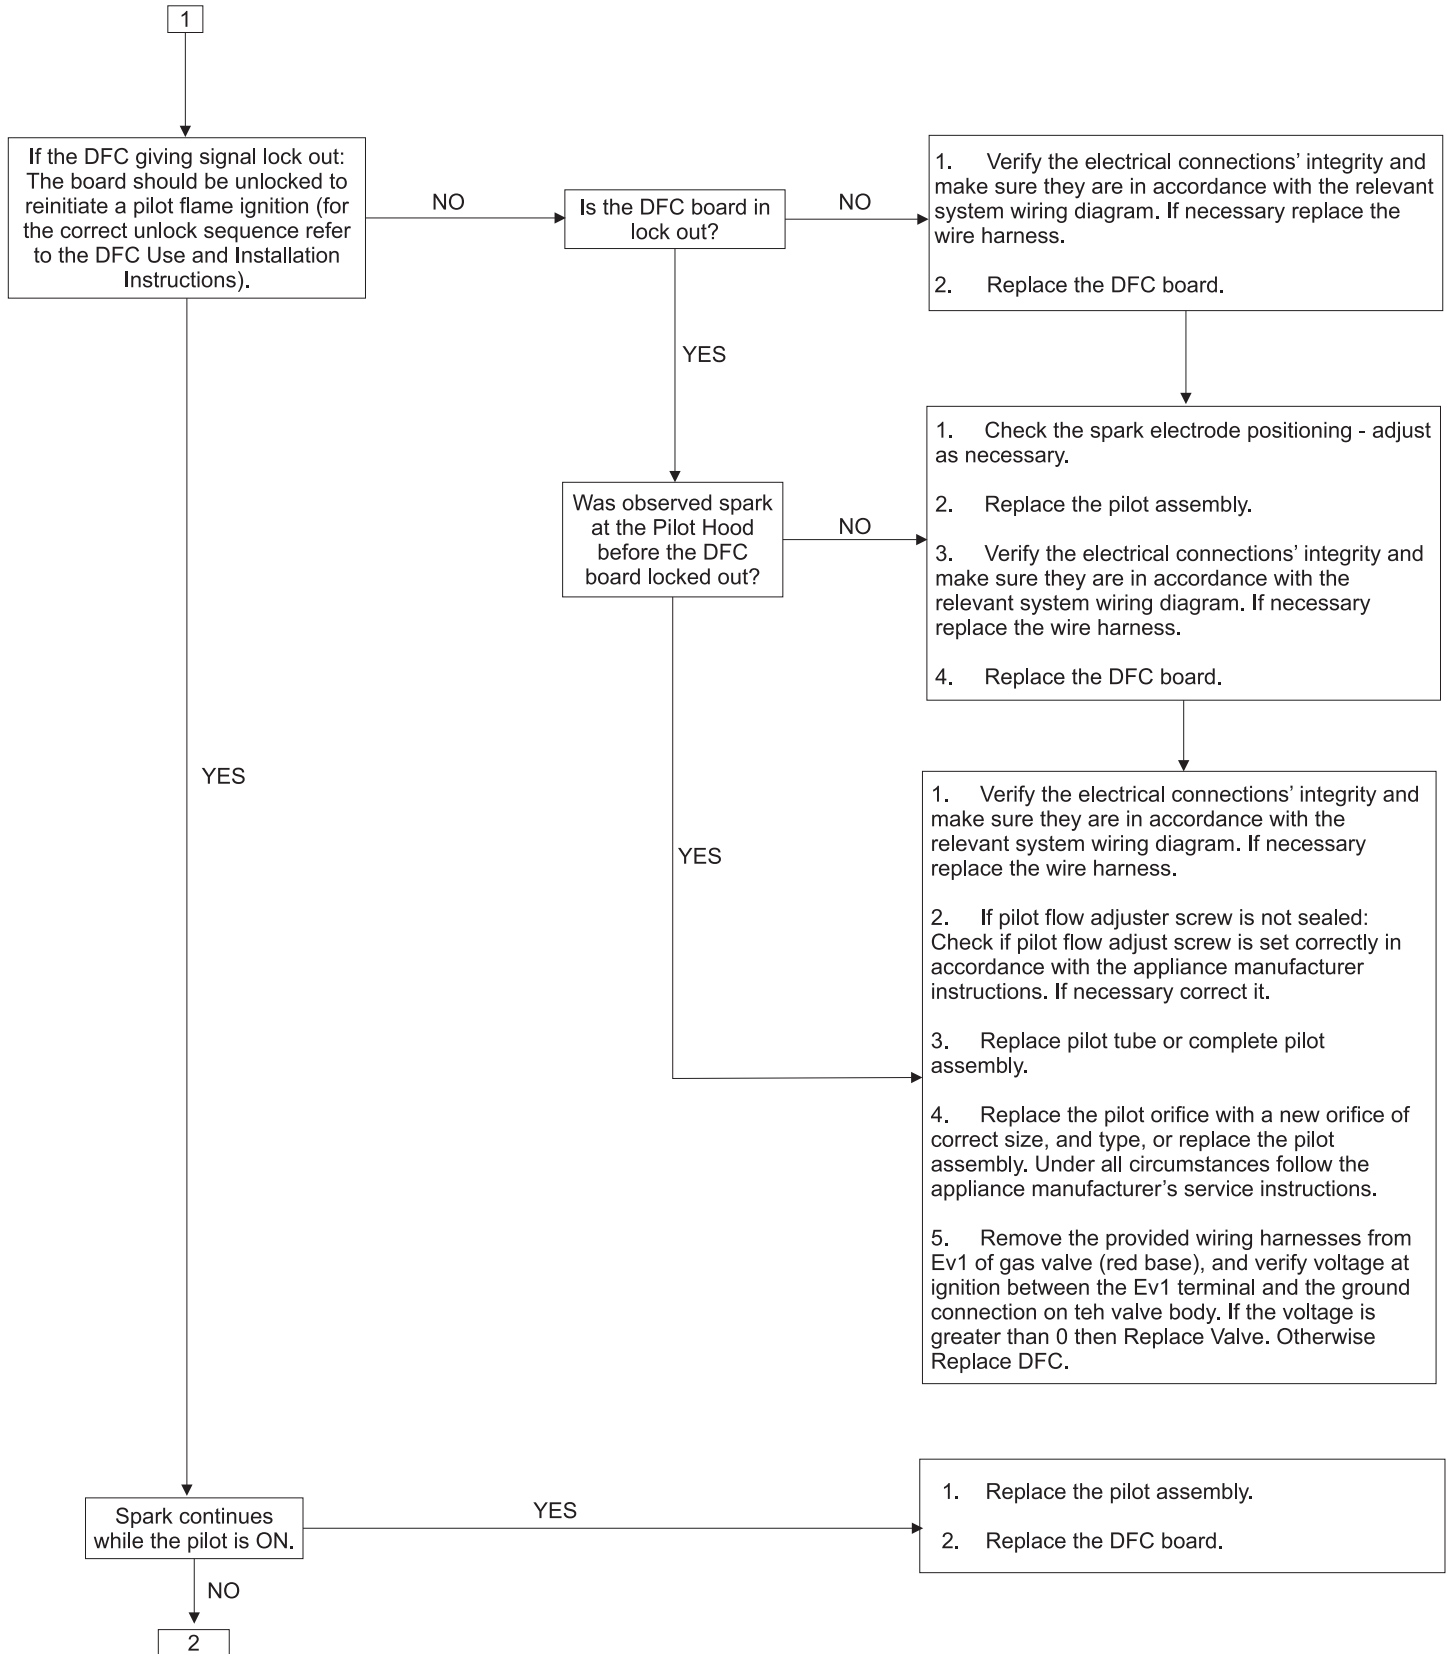 1
If the DFC giving signal lock out:
The board should be unlocked to
reinitiate a pilot flame ignition (for
the correct unlock sequence refer
to the DFC Use and Installation
Instructions).
NO
Is the DFC board in
lock out?
NO
1. Verify the electrical connections’ integrity and
make sure they are in accordance with the relevant
system wiring diagram. If necessary replace the
wire harness.
2. Replace the DFC board.
YES
Was observed spark
at the Pilot Hood
before the DFC
board locked out?
NO
1. Check the spark electrode positioning - adjust
as necessary.
2. Replace the pilot assembly.
3. Verify the electrical connections’ integrity and
make sure they are in accordance with the
relevant system wiring diagram. If necessary
replace the wire harness.
4. Replace the DFC board.
YES
YES
1. Verify the electrical connections’ integrity and
make sure they are in accordance with the
relevant system wiring diagram. If necessary
replace the wire harness.
2. If pilot flow adjuster screw is not sealed:
Check if pilot flow adjust screw is set correctly in
accordance with the appliance manufacturer
instructions. If necessary correct it.
3. Replace pilot tube or complete pilot
assembly.
4. Replace the pilot orifice with a new orifice of
correct size, and type, or replace the pilot
assembly. Under all circumstances follow the
appliance manufacturer’s service instructions.
5. Remove the provided wiring harnesses from
Ev1 of gas valve (red base), and verify voltage at
ignition between the Ev1 terminal and the ground
connection on teh valve body. If the voltage is
greater than 0 then Replace Valve. Otherwise
Replace DFC.
Spark continues
while the pilot is ON.
YES
1. Replace the pilot assembly.
2. Replace the DFC board.
NO
2